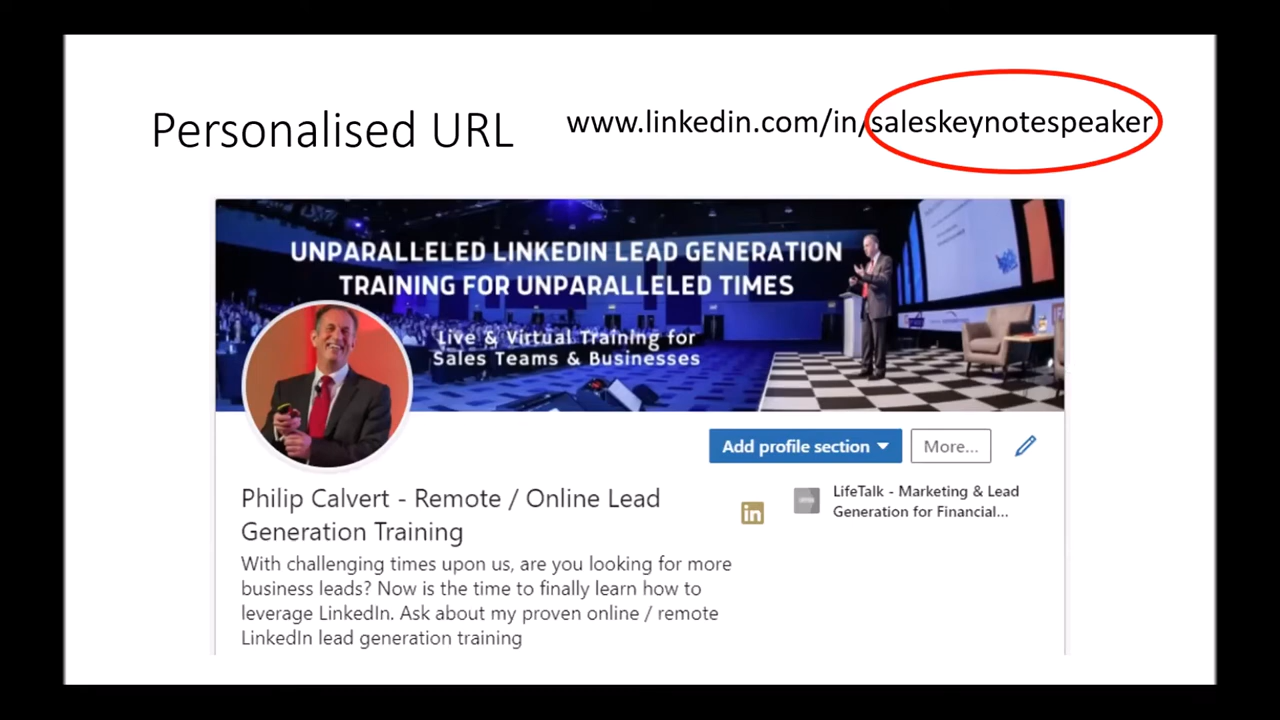 Personalised URL
www.linkedin.com/in/saleskeynotespeaker
UNPARALLELED LINKEDIN LEAD GENERATION
TRAINING FOR UNPARALLELED TIMES
Live & Virtual Training for
Sales Teams & Businesses
Add profile section
More...
Philip Calvert - Remote / Online Lead
Generation Training
in
LifeTalk - Marketing & Lead
Generation for Financial...
With challenging times upon us, are you looking for more
business leads? Now is the time to finally learn how to
leverage LinkedIn. Ask about my proven online / remote
LinkedIn lead generation training